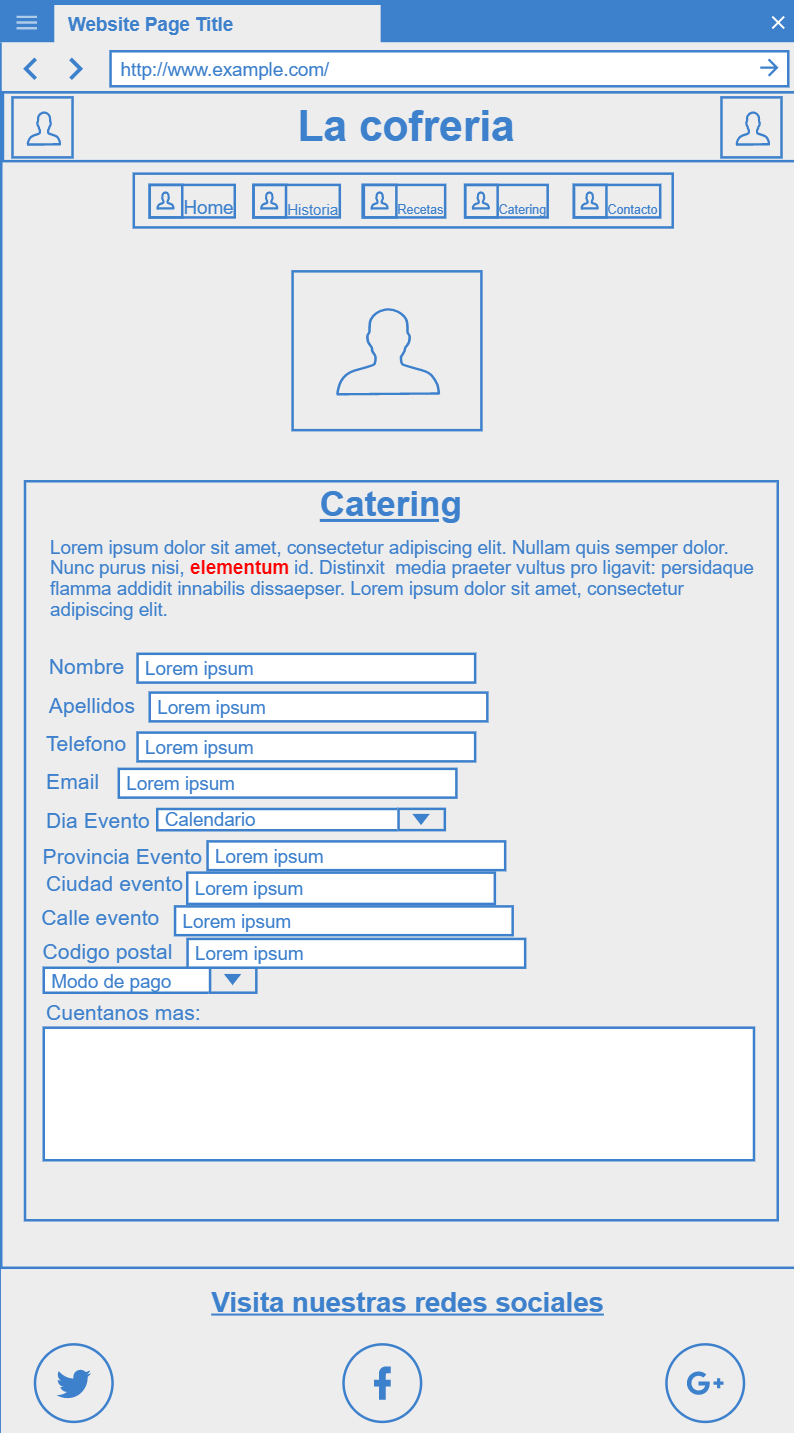 Website Page Title
http://www.example.com/
La cofreria
Home Historia Recetas Catering Contacto
Catering
Lorem ipsum dolor sit amet, consectetur adipiscing elit. Nullam quis semper dolor.
Nunc purus nisi, elementum id. Distinxit  media praeter vultus pro ligavit: persidaque
flamma addidit innabilis dissaepser. Lorem ipsum dolor sit amet, consectetur
adipiscing elit.
Nombre Lorem ipsum
Apellidos Lorem ipsum
Telefono Lorem ipsum
Email Lorem ipsum
Dia Evento Calendario
Provincia Evento Lorem ipsum
Ciudad evento Lorem ipsum
Calle evento Lorem ipsum
Codigo postal Lorem ipsum
Modo de pago
Cuentanos mas:
Visita nuestras redes sociales